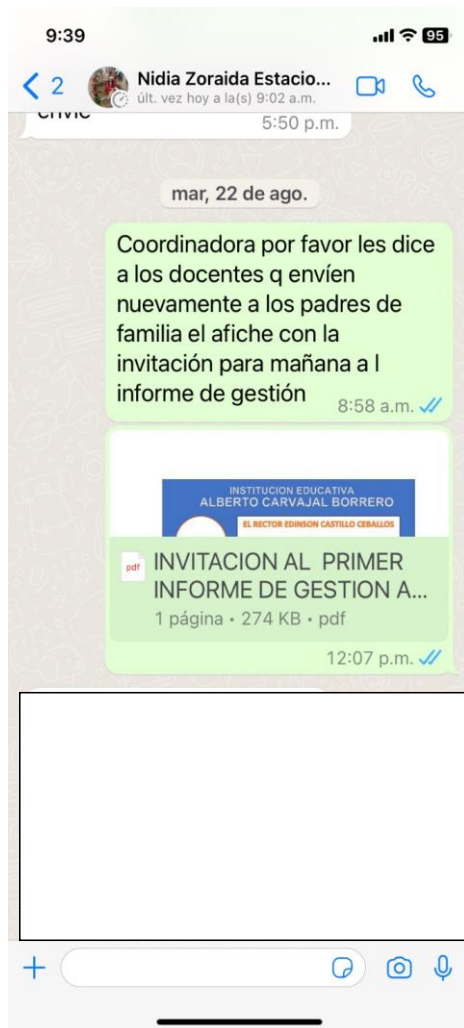 9:39
95
2
Nidia Zoraida Estacio...
últ. vez hoy a la(s) 9:02 a.m.
5:50 p.m.
mar, 22 de ago.
Coordinadora por favor les dice
a los docentes q envíen
nuevamente a los padres de
familia el afiche con la
invitación para mañana a l
informe de gestión
8:58 a.m.
INSTITUCION EDUCATIVA
ALBERTO CARVAJAL BORRERO
EL RECTOR EDINSON CASTILLO CEBALLOS
pdf
INVITACION AL PRIMER
INFORME DE GESTION A...
1 página • 274 KB • pdf
12:07 p.m.